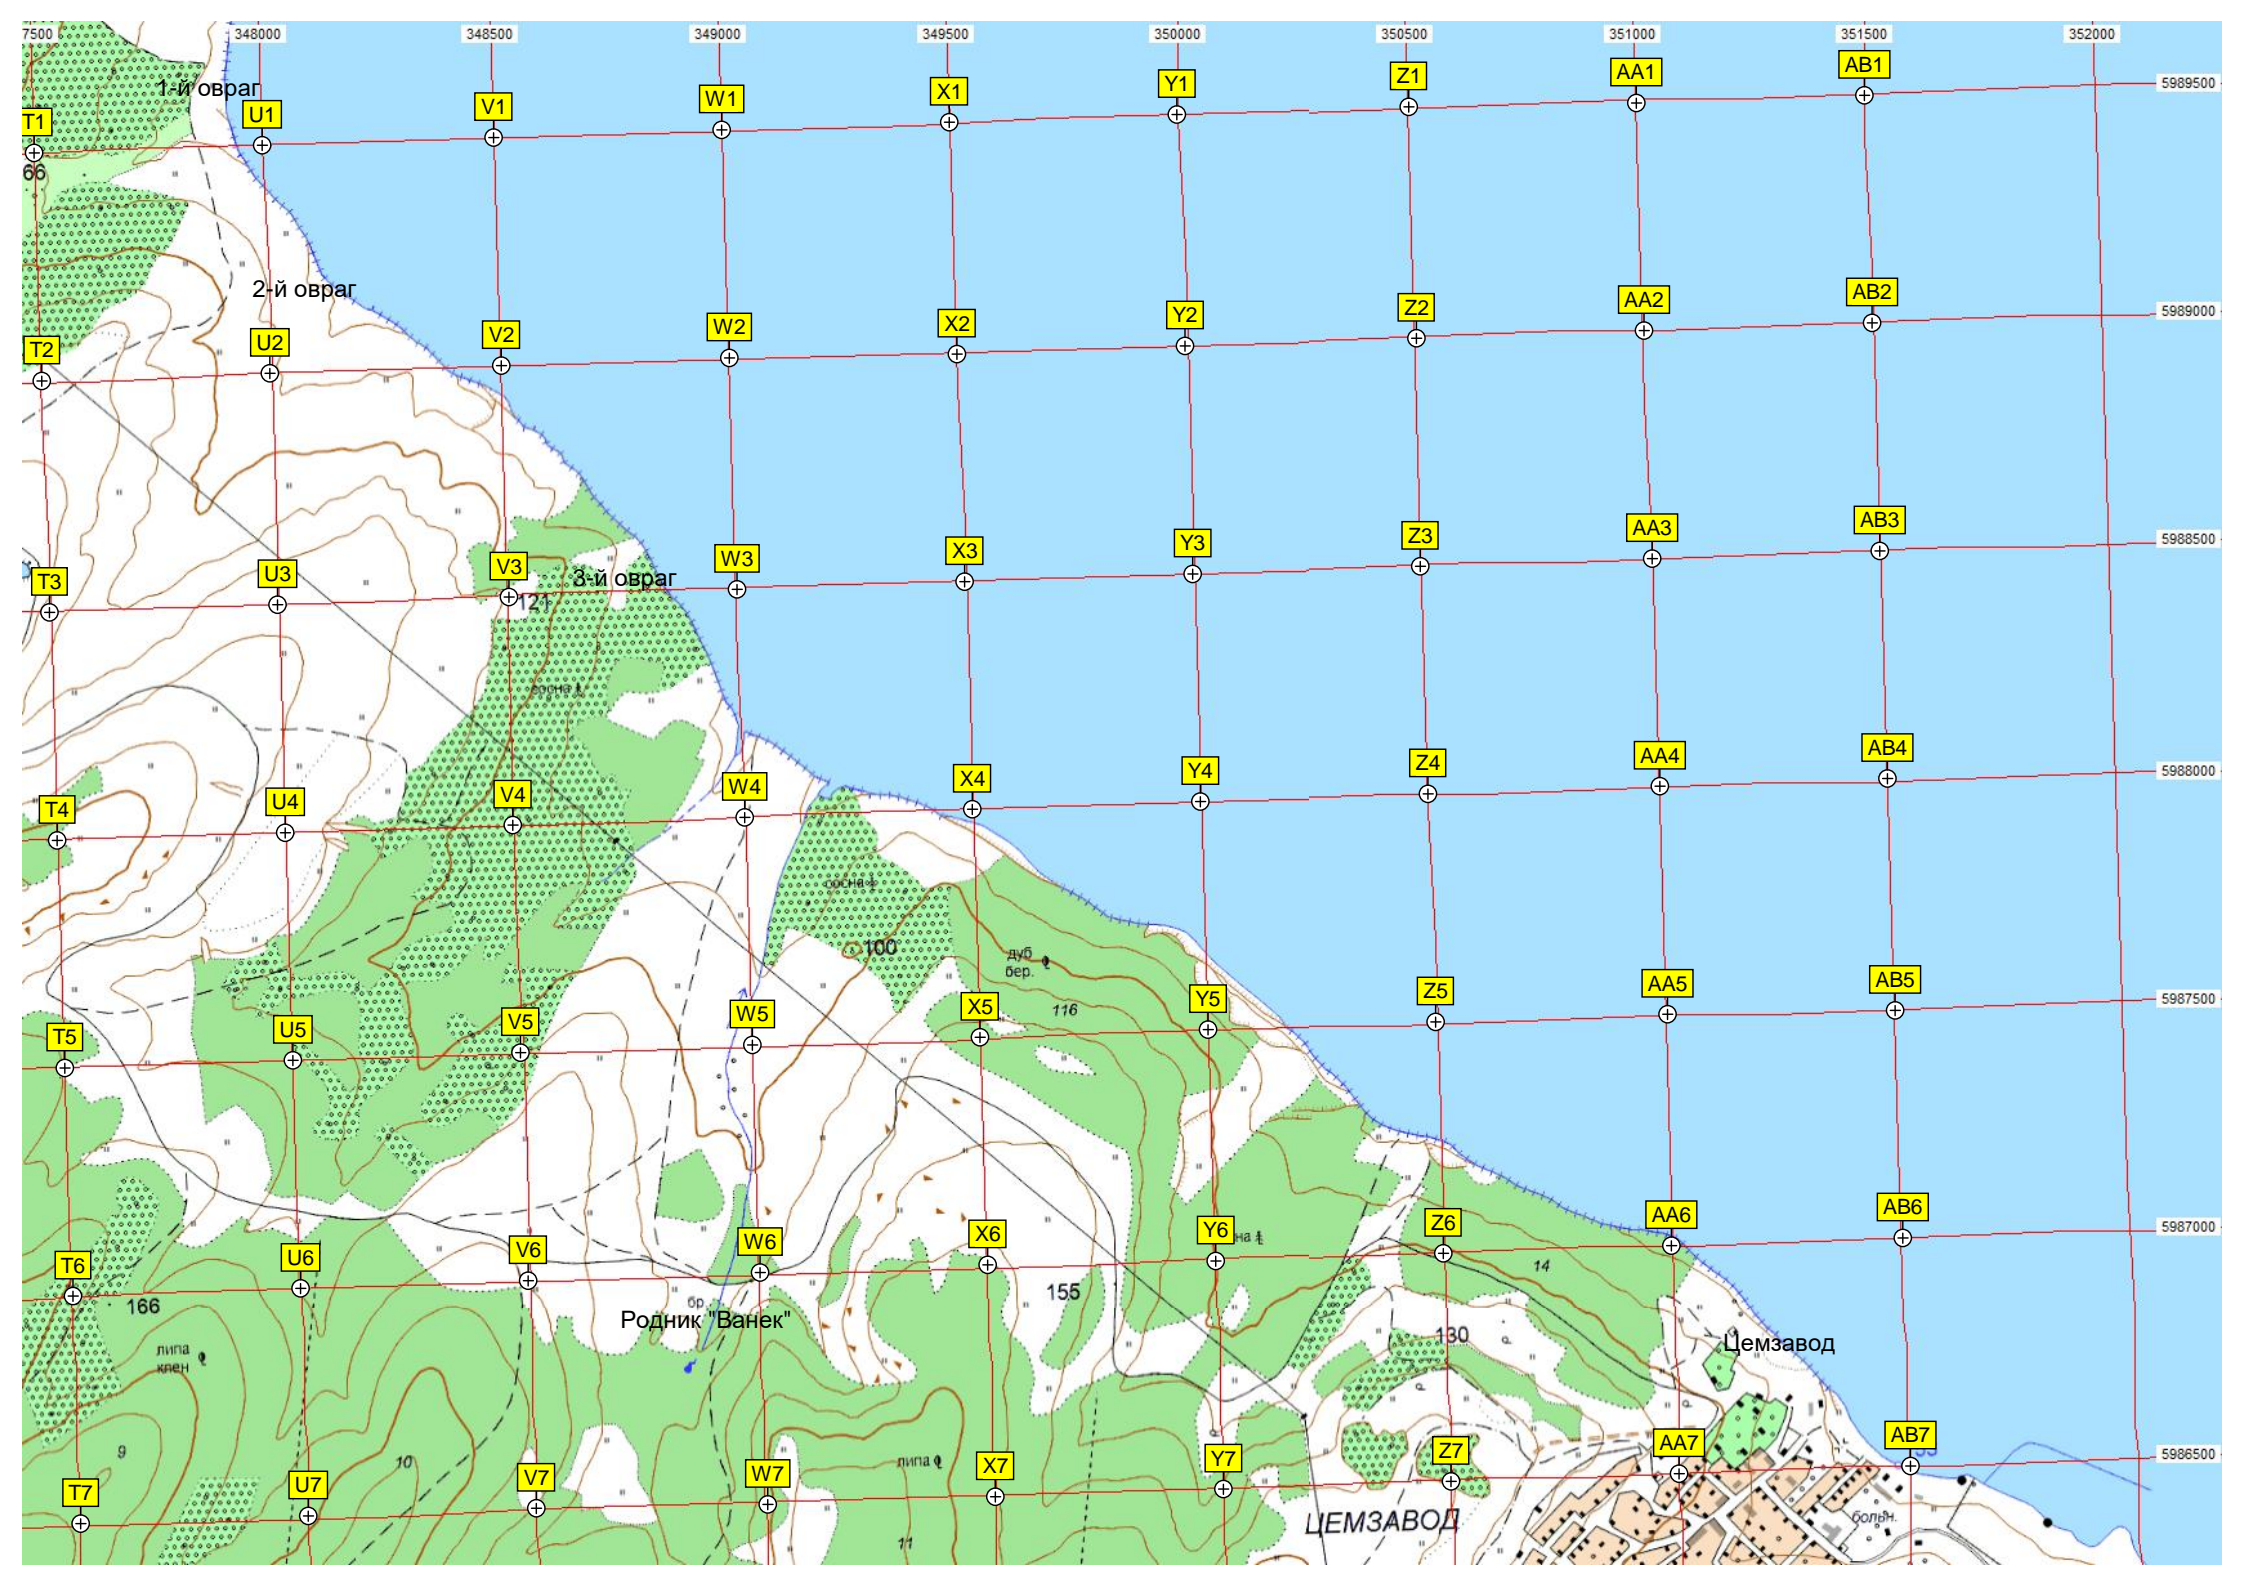 7500 348000 348500 349000 349500 350000 350500 351000 351500 352000
T1 U1 V1 W1 X1 Y1 Z1 AA1 AB1
5989500
1-й овраг
66
2-й овраг
T2 U2 V2 W2 X2 Y2 Z2 AA2 AB2
5989000
T3 U3 V3 W3 X3 Y3 Z3 AA3 AB3
5988500
3-й овраг
121
сосна
T4 U4 V4 W4 X4 Y4 Z4 AA4 AB4
5988000
сосна
100
дуб
бер.
116
T5 U5 V5 W5 X5 Y5 Z5 AA5 AB5
5987500
T6 U6 V6 W6 X6 Y6 Z6 AA6 AB6
5987000
на
14
166
бр.
155
Родник "Ванек"
130
Цемзавод
липа
клен
9
10
липа
T7 U7 V7 W7 X7 Y7 Z7 AA7 AB7
5986500
ЦЕМЗАВОД
больн.
11